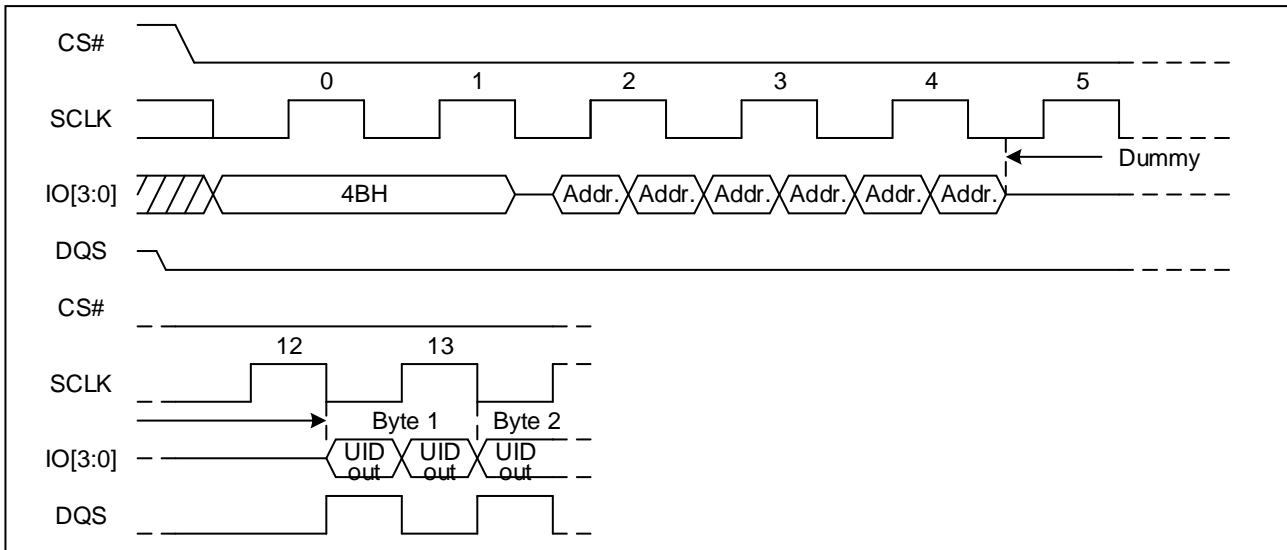 CS#
0 1 2 3 4 5
SCLK
Dummy
IO[3:0] 4BH Addr. Addr. Addr. Addr. Addr. Addr.
DQS
CS#
12 13
SCLK
Byte 1 Byte 2
IO[3:0] UID out UID out UID out
DQS